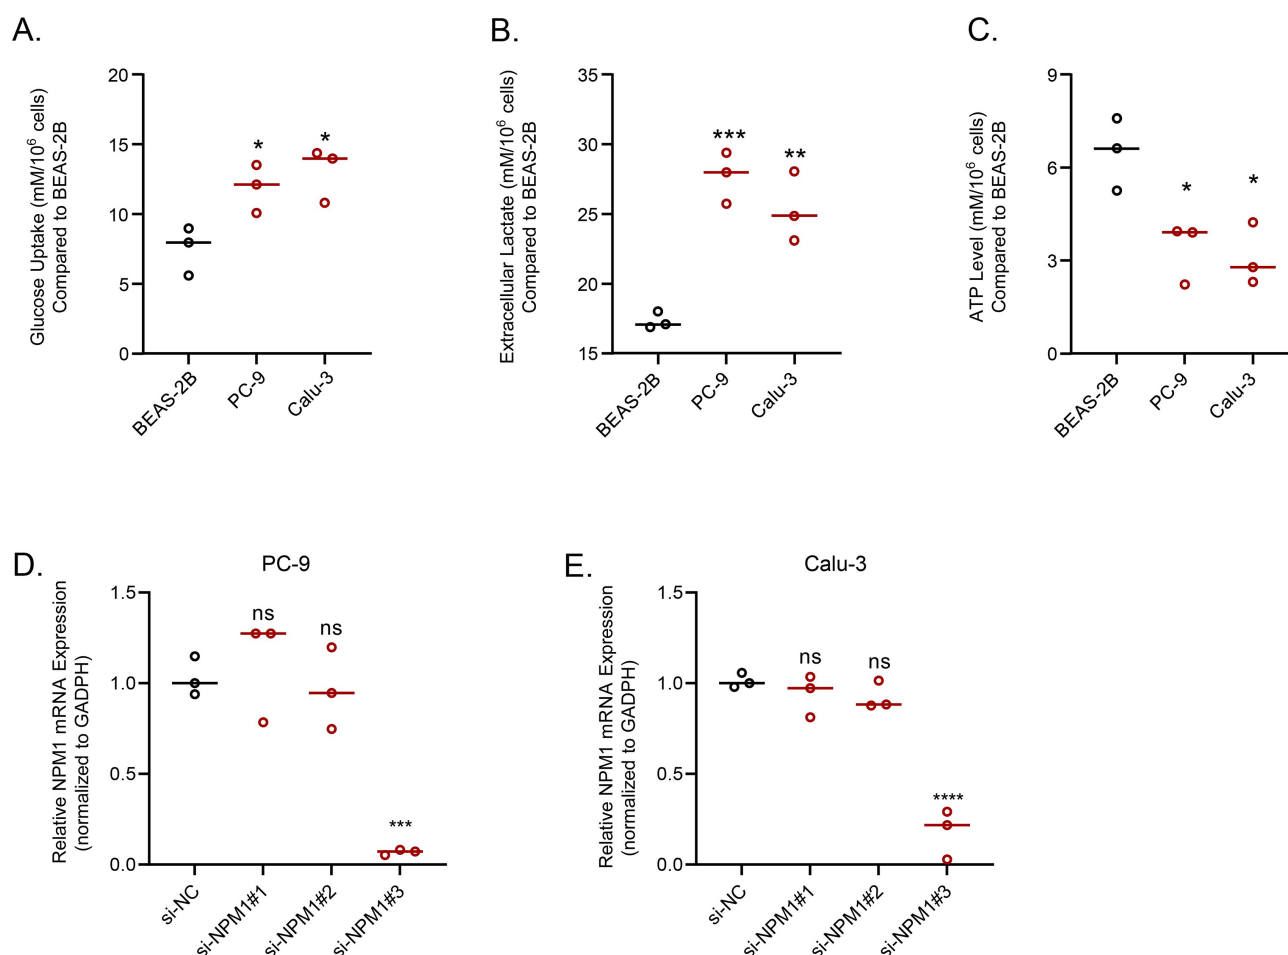 A.
Glucose Uptake (mM/10⁶ cells)
Compared to BEAS-2B
20
15
10
5
0
*
*
BEAS-2B
PC-9
Calu-3
B.
Extracellular Lactate (mM/10⁶ cells)
Compared to BEAS-2B
35
30
25
20
15
***
**
BEAS-2B
PC-9
Calu-3
C.
ATP Level (mM/10⁶ cells)
Compared to BEAS-2B
9
6
3
0
*
*
BEAS-2B
PC-9
Calu-3
D.
PC-9
Relative NPM1 mRNA Expression
(normalized to GADPH)
1.5
1.0
0.5
0.0
ns
ns
***
si-NC
si-NPM1#1
si-NPM1#2
si-NPM1#3
E.
Calu-3
Relative NPM1 mRNA Expression
(normalized to GADPH)
1.5
1.0
0.5
0.0
ns
ns
****
si-NC
si-NPM1#1
si-NPM1#2
si-NPM1#3